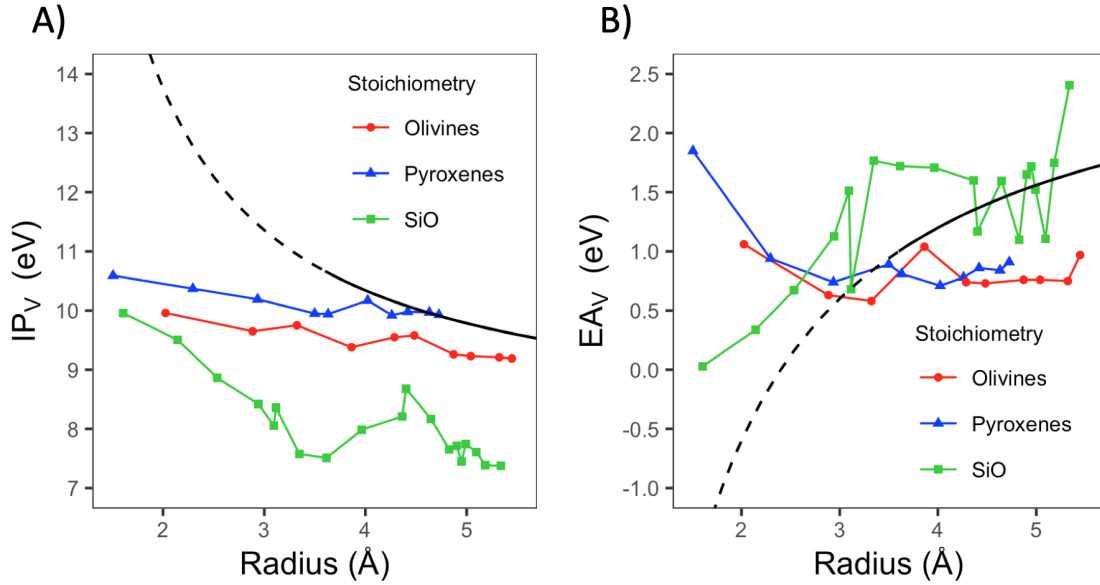 A)
14
13
12
11
10
9
8
7
IPV (eV)
Stoichiometry
Olivines
Pyroxenes
SiO
2
3
4
5
Radius (Å)
B)
2.5
2.0
1.5
1.0
0.5
0.0
-0.5
-1.0
EAV (eV)
Stoichiometry
Olivines
Pyroxenes
SiO
2
3
4
5
Radius (Å)